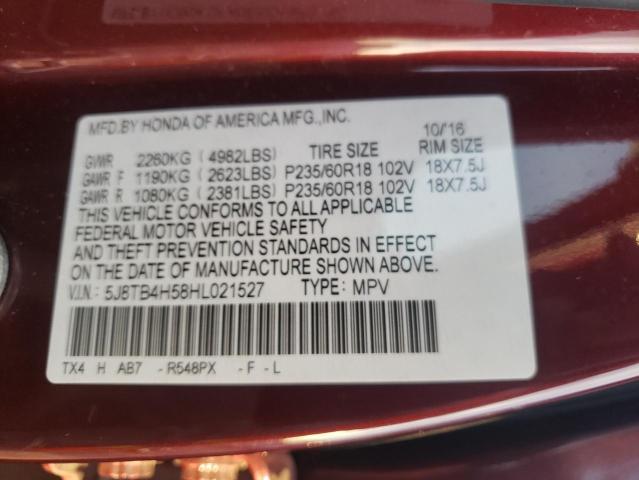 MFD.BY HONDA OF AMERICA MFG.,INC. 10/'16
GVWR 2260KG ( 4982LBS) TIRE SIZE RIM SIZE
GAWR F 1190KG ( 2623LBS) P235/60R18 102V 18X7.5J
GAWR R 1080KG ( 2381LBS) P235/60R18 102V 18X7.5J
THIS VEHICLE CONFORMS TO ALL APPLICABLE
FEDERAL MOTOR VEHICLE SAFETY
AND THEFT PREVENTION STANDARDS IN EFFECT
ON THE DATE OF MANUFACTURE SHOWN ABOVE.
V.I.N.: 5J8TB4H58HL021527 TYPE: MPV
TX4 H AB7 -R548PX -F -L